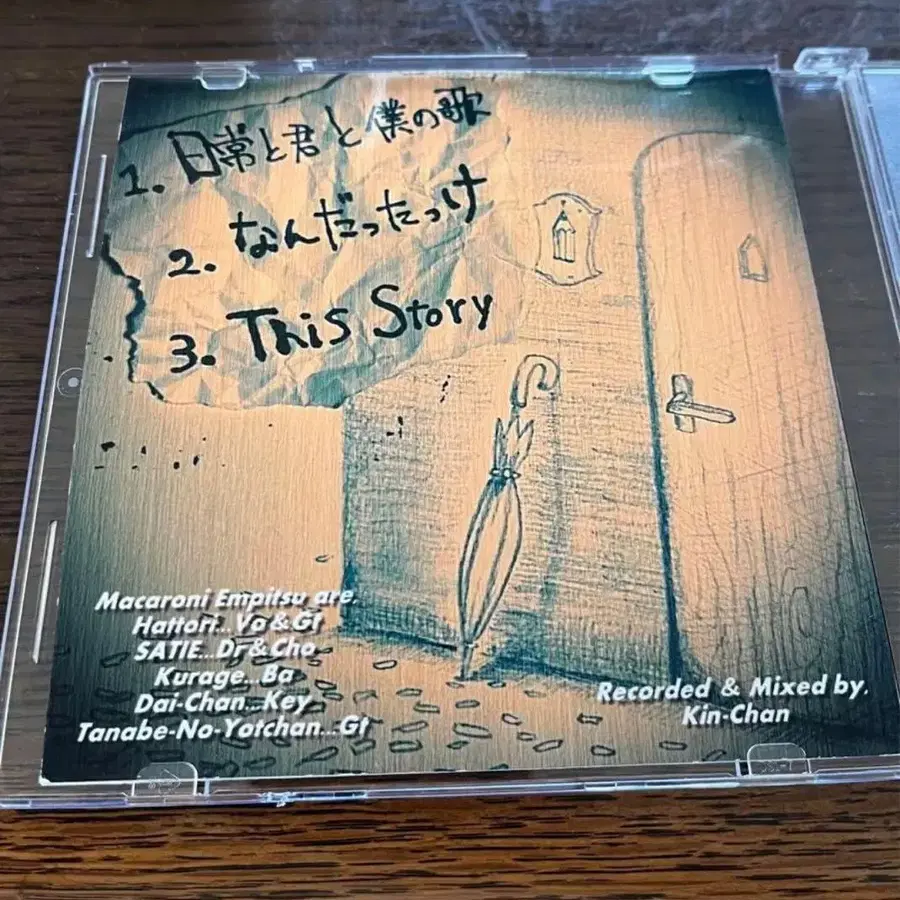 1. 日常と君と僕の歌
2. なんだったっけ
3. This Story
Macaroni Empitsu are.
Hattori...Vo&Gt
SATIE...Dr&Cho
Kurage...Ba
Dai-Chan...Key
Tanabe-No-Yotchan...Gt
Recorded & Mixed by.
Kin-Chan